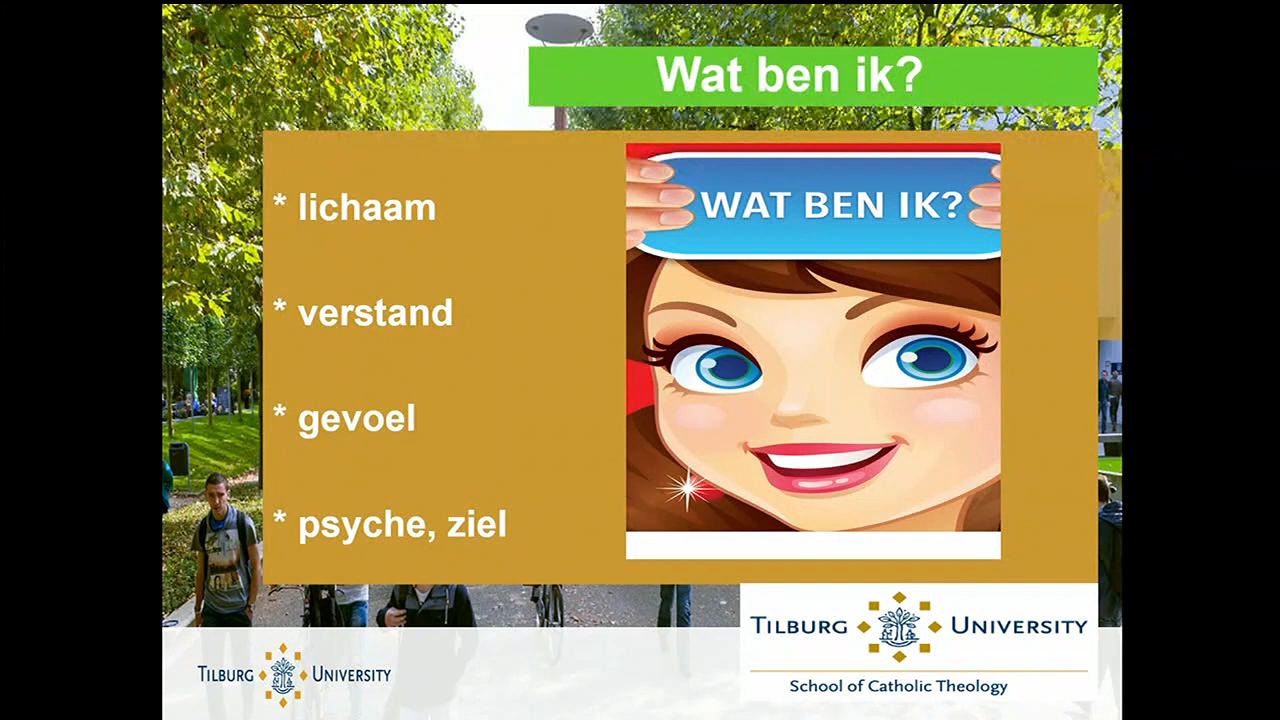 Wat ben ik?
* lichaam
* verstand
* gevoel
* psyche, ziel
WAT BEN IK?
TILBURG UNIVERSITY
School of Catholic Theology
TILBURG UNIVERSITY